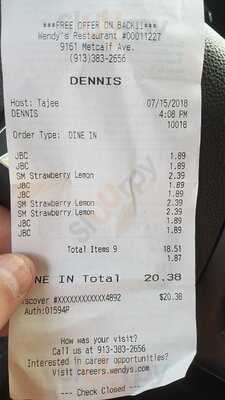 ***FREE OFFER ON BACK!!***
Wendy's Restaurant #00011227
9161 Metcalf Ave.
(913)383-2656
DENNIS
Host: Tajee 07/15/2018
DENNIS 4:08 PM
10018
Order Type: DINE IN
JBC 1.89
JBC 1.89
SM Strawberry Lemon 2.39
JBC 1.89
JBC 1.89
SM Strawberry Lemon 2.39
SM Strawberry Lemon 2.39
JBC 1.89
JBC 1.89
Total Items 9 18.51
1.87
INE IN Total 20.38
iscover #XXXXXXXXXXXX4892 $20.38
Auth:01594P
How was your visit?
Call us at 913-383-2656
Interested in career opportunities?
Visit careers.wendys.com
--- Check Closed ---